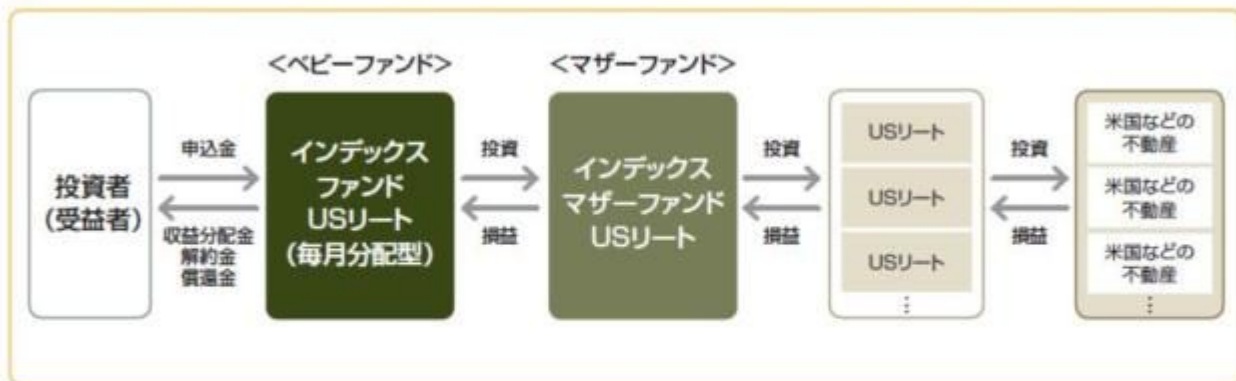 <ベビーファンド>
<マザーファンド>
投資者
(受益者)
申込金
収益分配金
解約金
償還金
インデックス
ファンド
USリート
(毎月分配型)
投資
損益
インデックス
マザーファンド
USリート
投資
損益
USリート
USリート
USリート
⋮
投資
損益
米国などの
不動産
米国などの
不動産
米国などの
不動産
⋮